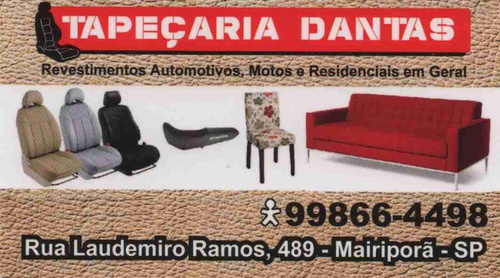 TAPEÇARIA DANTAS
Revestimentos Automotivos, Motos e Residenciais em Geral
99866-4498
Rua Laudemiro Ramos, 489 - Mairiporã - SP